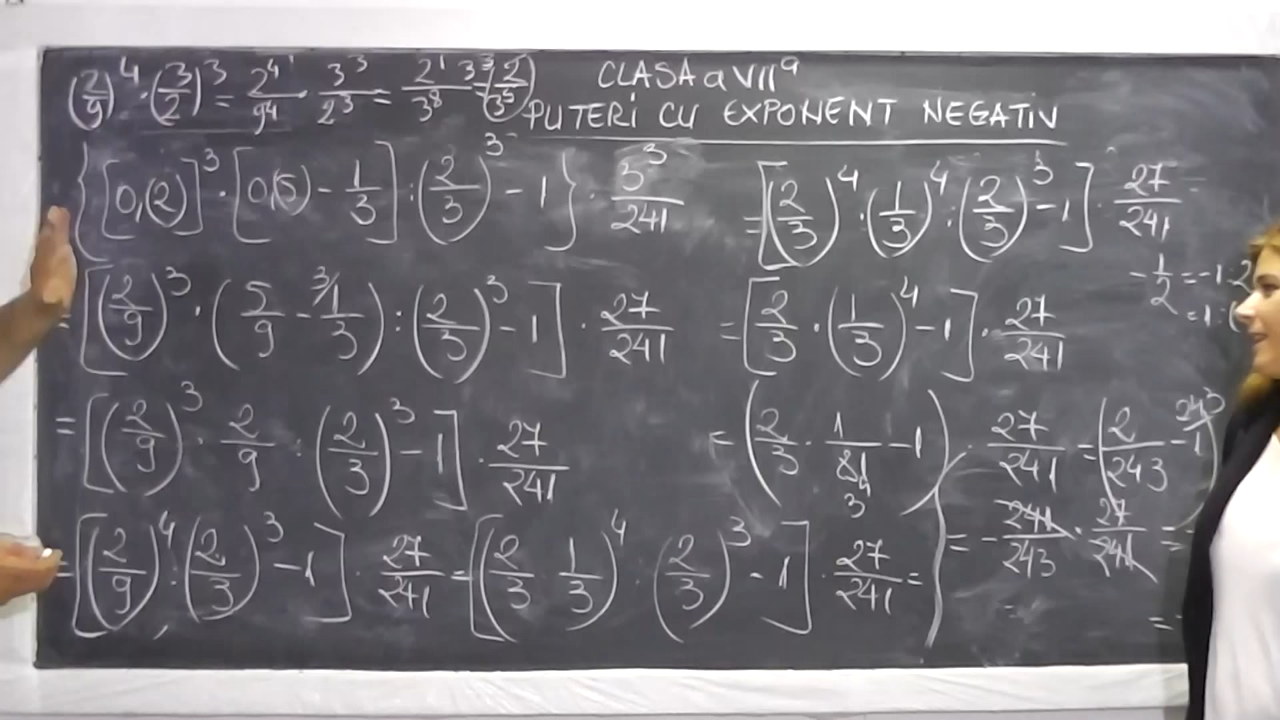 (2/9)^4 · (3/2)^3 = 2^4/9^4 · 3^3/2^3 = 2^1 3^3/3^8 = (2/3^5)
CLASA a VII^a
PUTERI CU EXPONENT NEGATIV
{[0,(2)]^3 · [0,(5) - 1/3] : (2/3)^3 - 1} · 3^3/241
= [(2/9)^3 · (5/9 - ^3/1/3) : (2/3)^3 - 1] · 27/241
= [(2/9)^3 · 2/9 : (2/3)^3 - 1] · 27/241
= [(2/9)^4 : (2/3)^3 - 1] · 27/241 = [(2/3 · 1/3)^4 : (2/3)^3 - 1] · 27/241 =
= [(2/3)^4 · (1/3)^4 : (2/3)^3 - 1] · 27/241
- 1/2 = -1:2
= 1:(
= [2/3 · (1/3)^4 - 1] · 27/241
= (2/3 · 1/81 - 1) · 27/241 = (2/243 - ^243/1)
= - 241/243 · 27/241 =
=